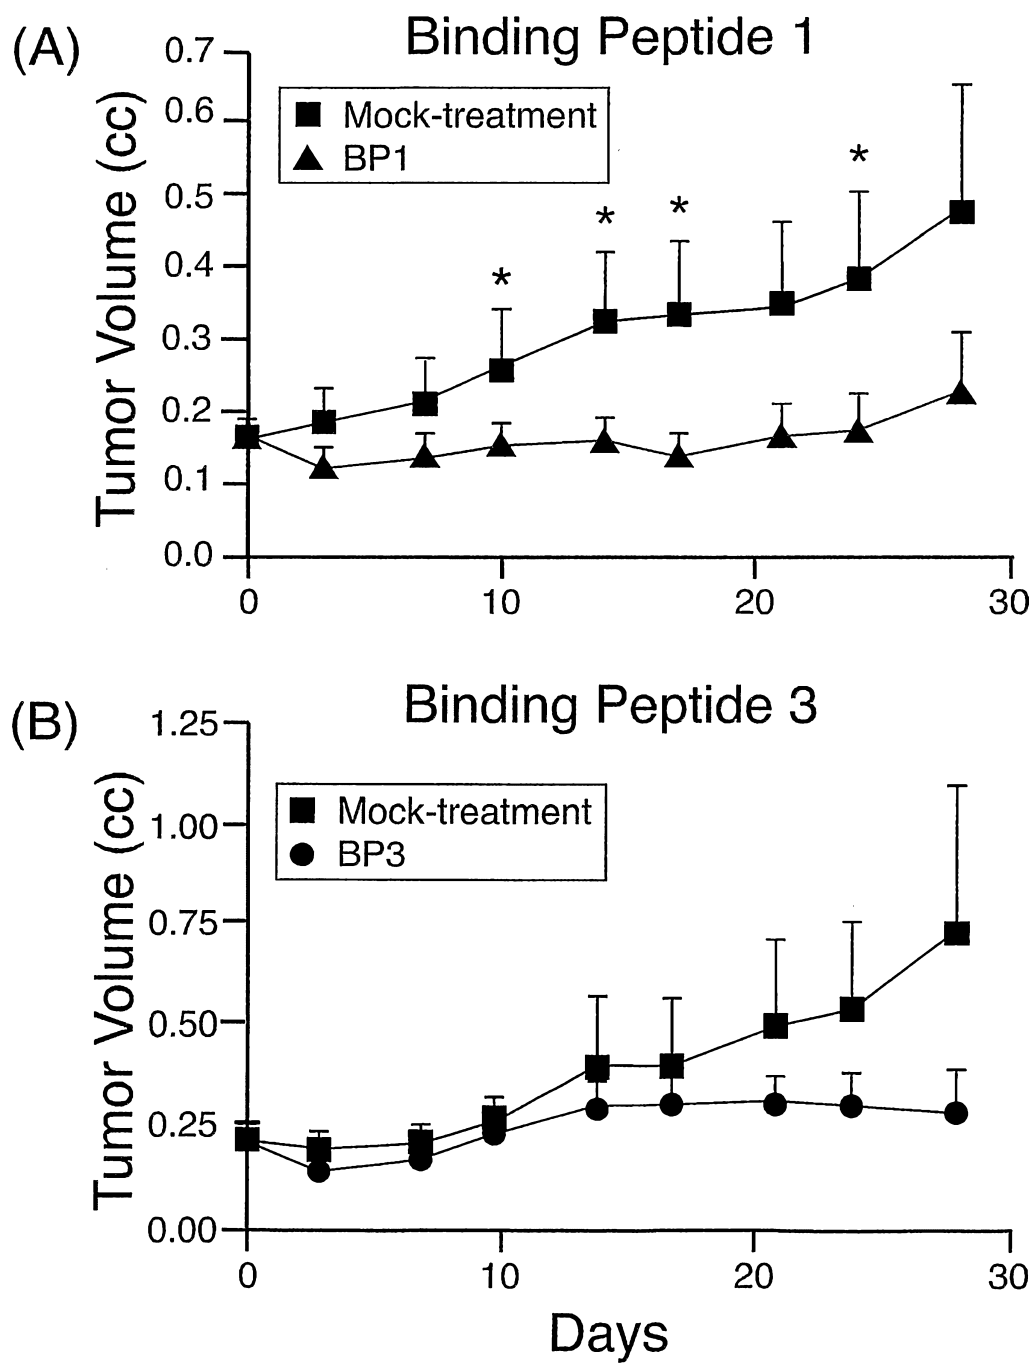 (A)
Binding Peptide 1
Tumor Volume (cc)
0.7
0.6
0.5
0.4
0.3
0.2
0.1
0.0
Mock-treatment
BP1
*
*
*
*
0
10
20
30
(B)
Binding Peptide 3
Tumor Volume (cc)
1.25
1.00
0.75
0.50
0.25
0.00
Mock-treatment
BP3
0
10
20
30
Days